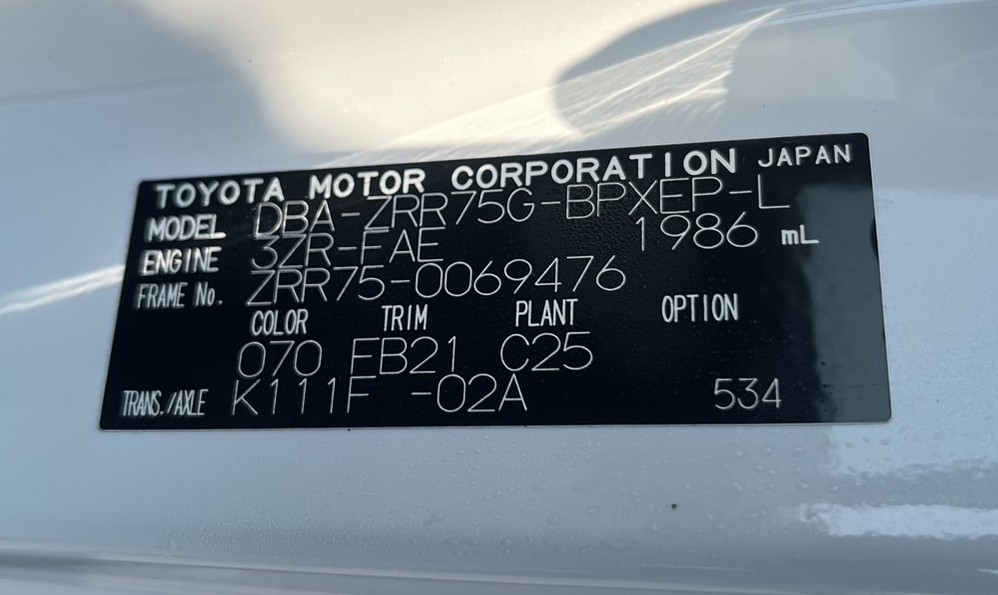 TOYOTA MOTOR CORPORATION JAPAN
MODEL DBA-ZRR75G-BPXEP-L
ENGINE 3ZR-FAE 1986 mL
FRAME No. ZRR75-0069476
COLOR TRIM PLANT OPTION
070 FB21 C25
TRANS./AXLE K111F -02A 534